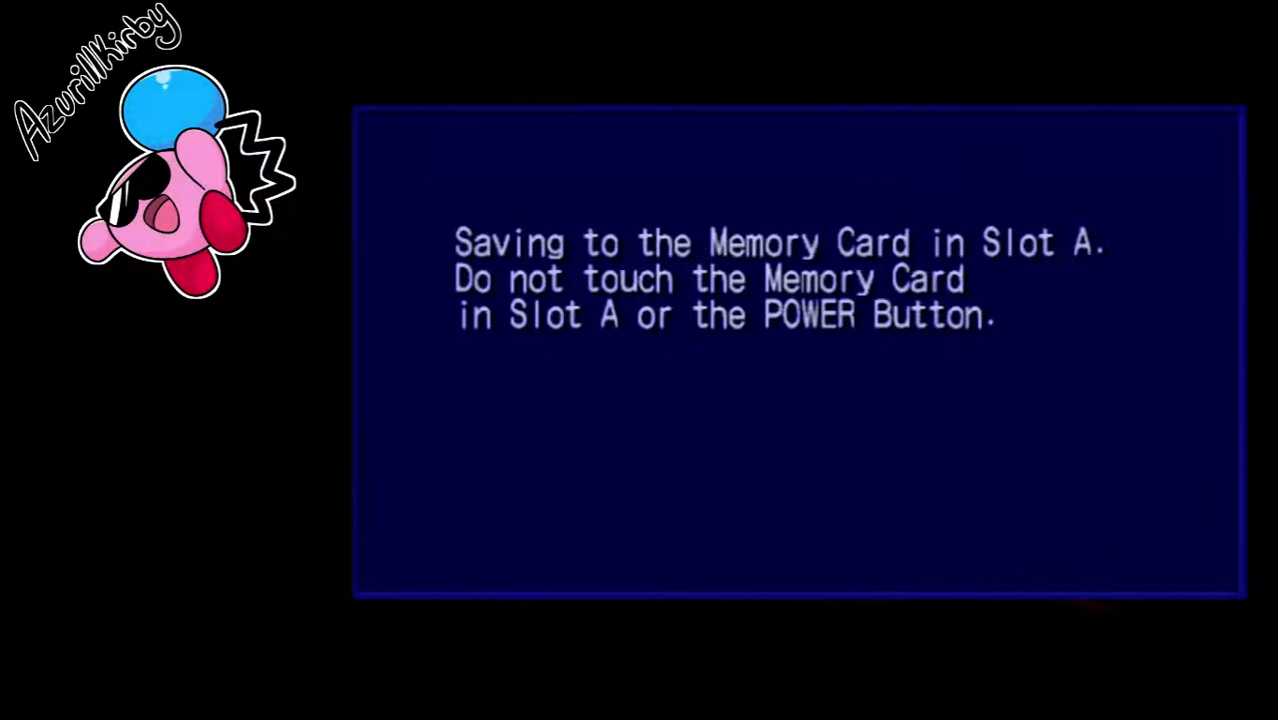 AzurillKirby
Saving to the Memory Card in Slot A.
Do not touch the Memory Card
in Slot A or the POWER Button.